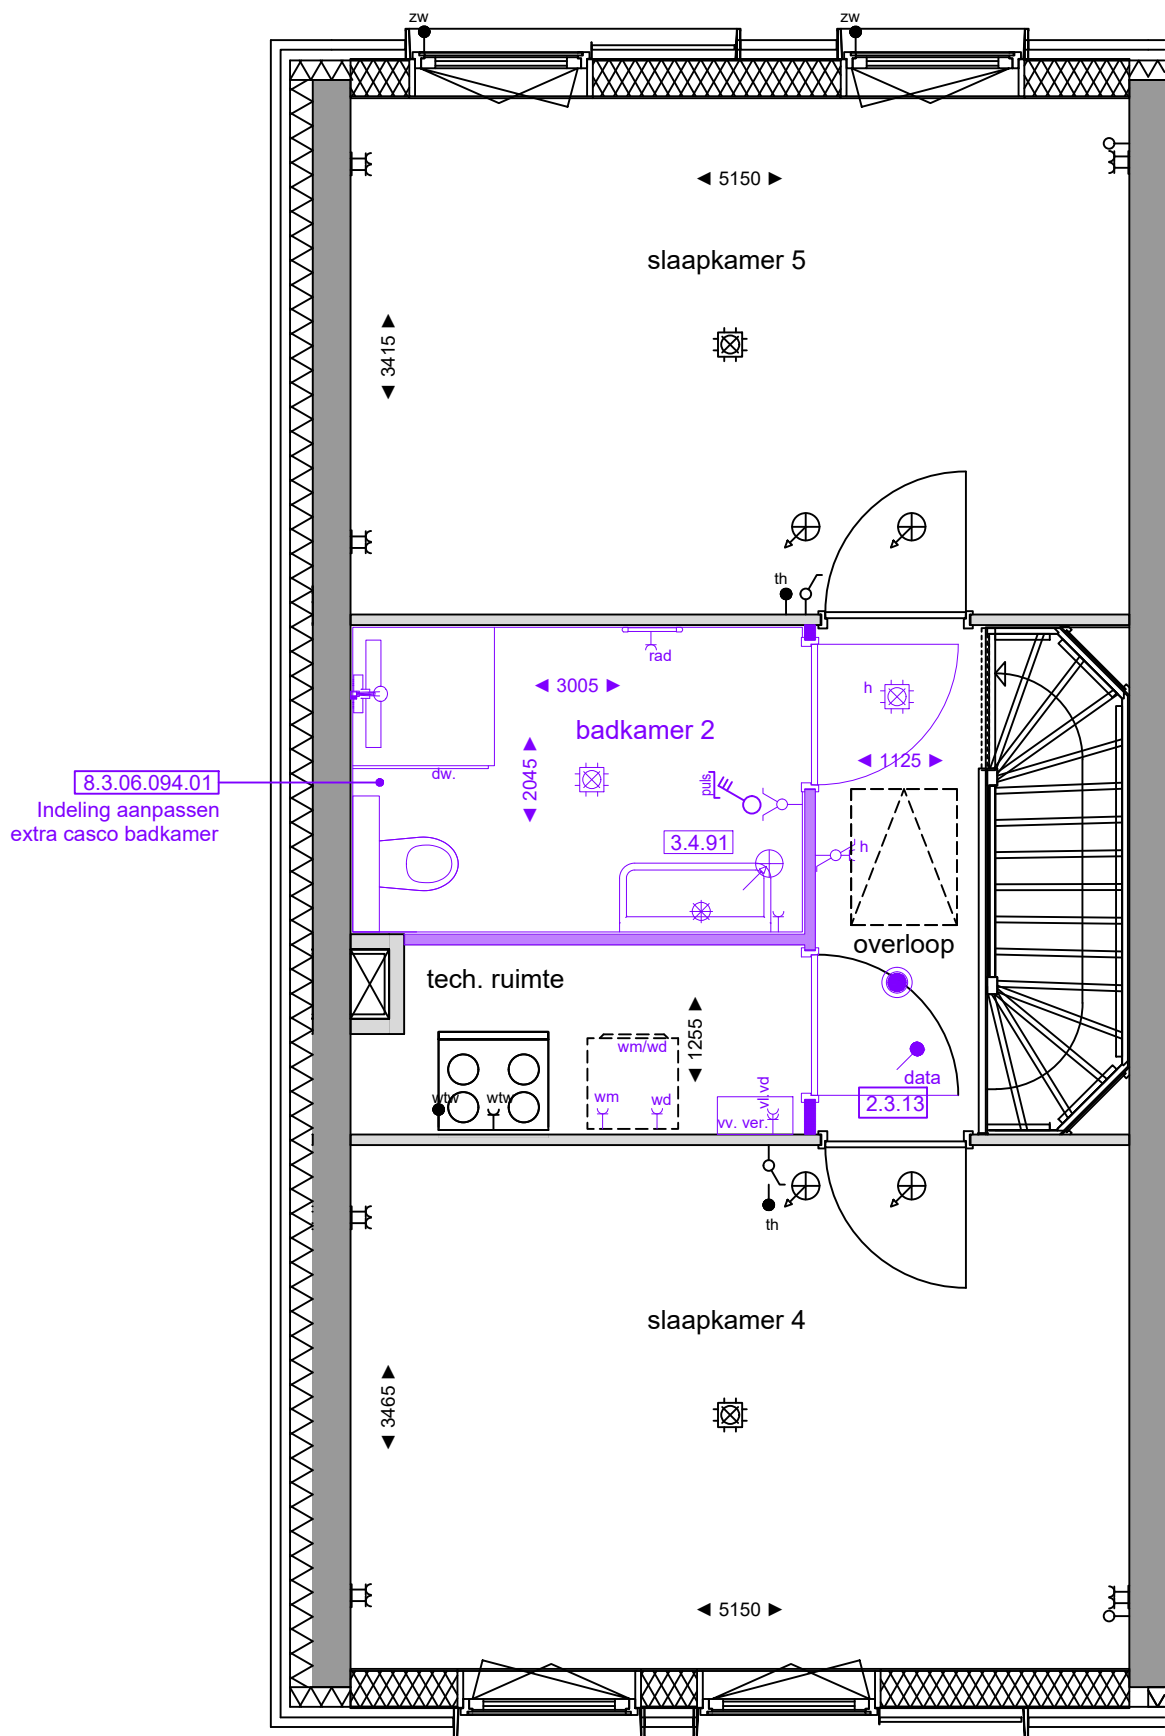 zw
zw
◄ 5150 ►
slaapkamer 5
◄ 3415 ►
th
rad
◄ 3005 ►
h
badkamer 2
◄ 2045 ►
dw.
◄ 1125 ►
puls
8.3.06.094.01
Indeling aanpassen
extra casco badkamer
3.4.91
h
overloop
tech. ruimte
◄ 1255 ►
wm/wd
data
wtw
wtw
wm
wd
vl.vd
vv. ver.
2.3.13
th
slaapkamer 4
◄ 3465 ►
◄ 5150 ►